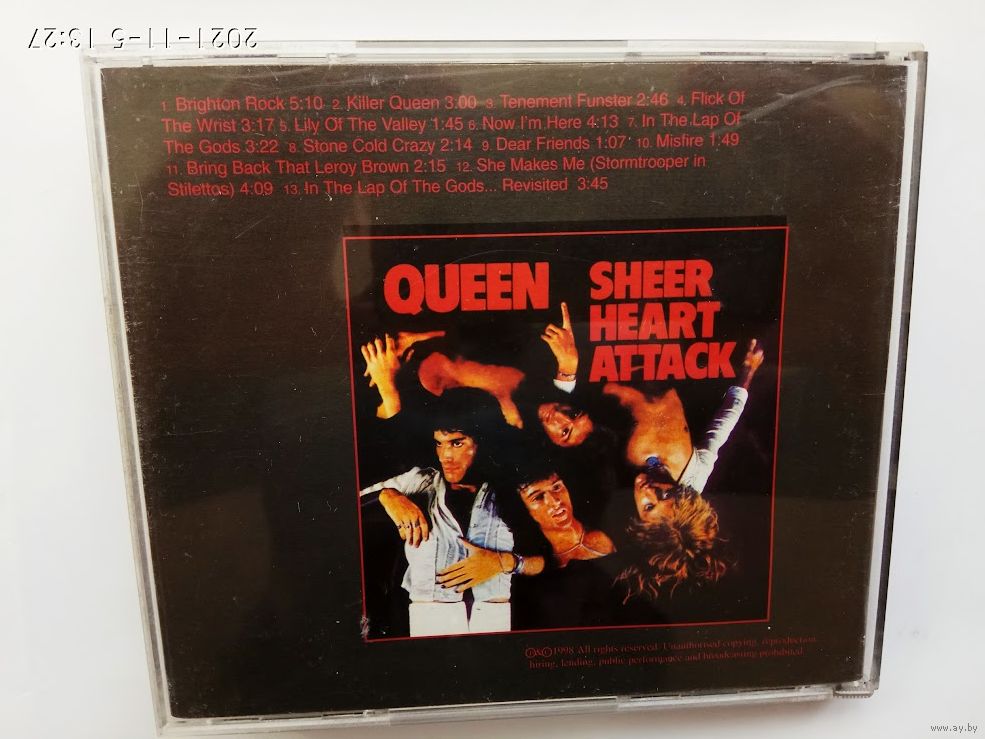 2021-11-5 13:27
1. Brighton Rock 5:10 2. Killer Queen 3.00 3. Tenement Funster 2:46 4. Flick Of
The Wrist 3:17 5. Lily Of The Valley 1:45 6. Now I'm Here 4:13 7. In The Lap Of
The Gods 3:22 8. Stone Cold Crazy 2:14 9. Dear Friends 1:07 10. Misfire 1:49
11. Bring Back That Leroy Brown 2:15 12. She Makes Me (Stormtrooper in
Stilettos) 4:09 13. In The Lap Of The Gods... Revisited 3:45
QUEEN SHEER
HEART
ATTACK
℗&©1998 All rights reserved. Unauthorised copying, reproduction,
hiring, lending, public performance and broadcasting prohibited.
www.ay.by